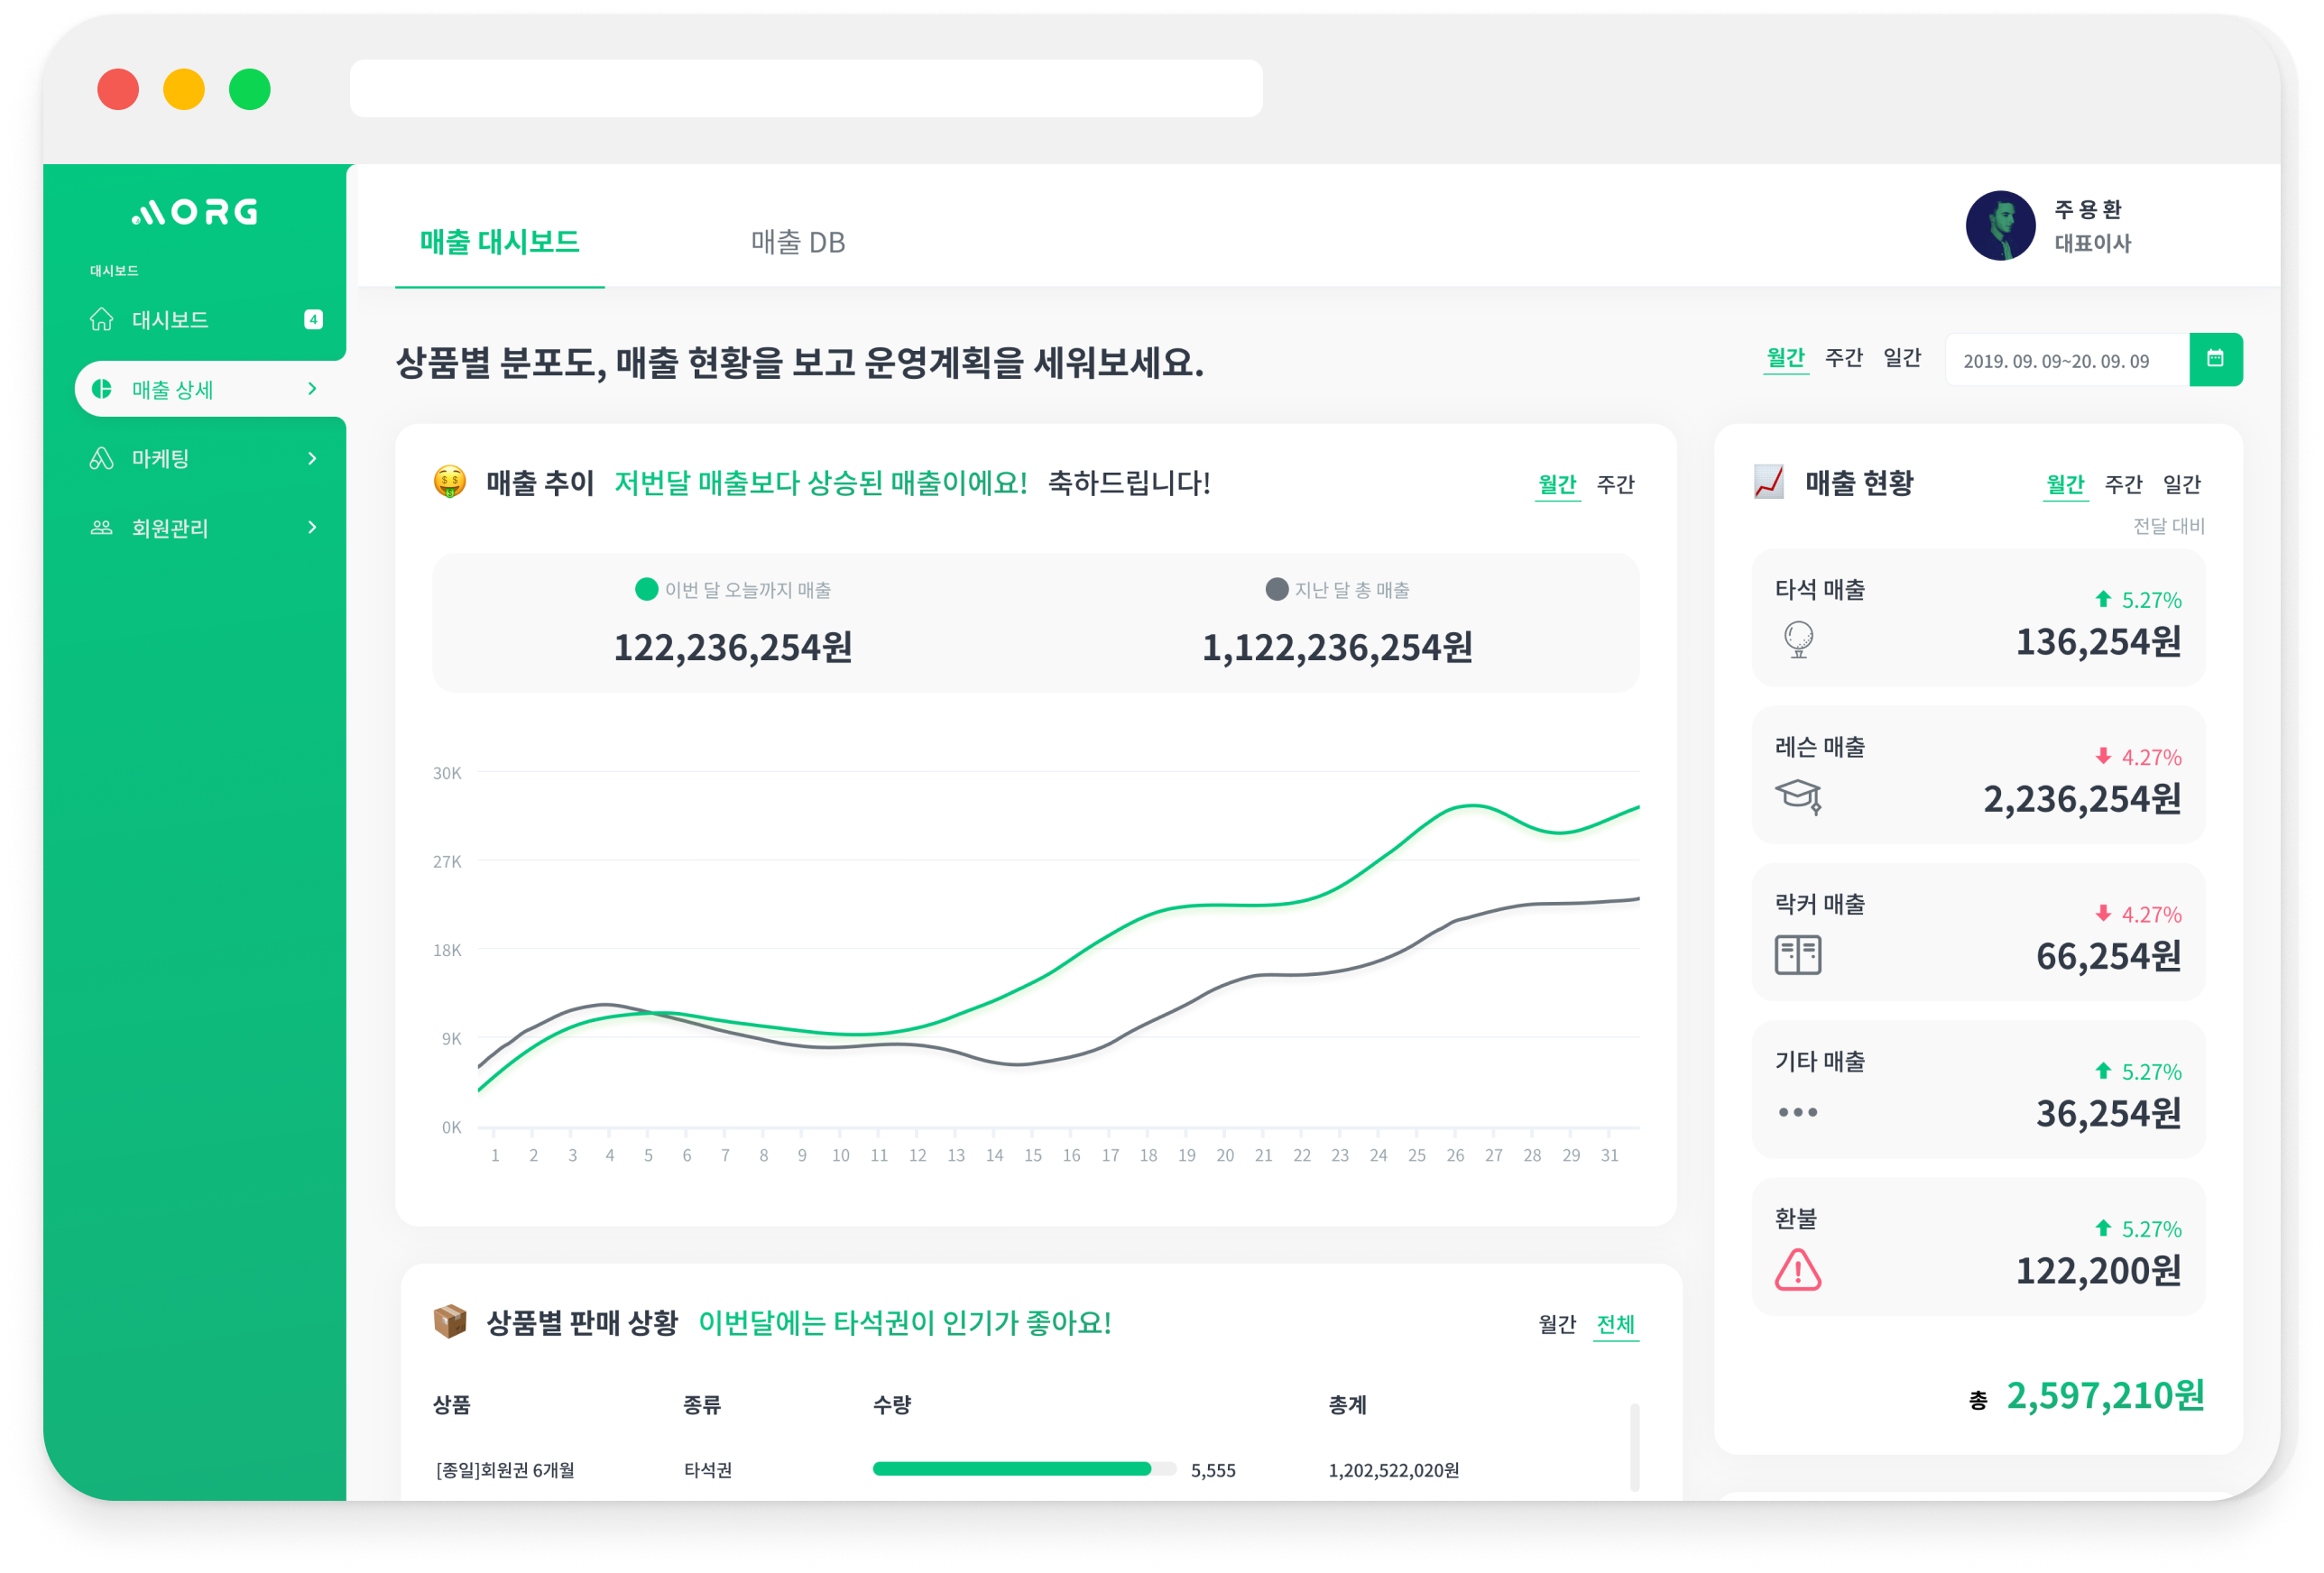 MORG
대시보드
대시보드 4
매출 상세
마케팅
회원관리
매출 대시보드 매출 DB
주 용 환
대표이사
상품별 분포도, 매출 현황을 보고 운영계획을 세워보세요.
월간 주간 일간 2019. 09. 09~20. 09. 09
매출 추이 저번달 매출보다 상승된 매출이에요! 축하드립니다!
월간 주간
이번 달 오늘까지 매출
122,236,254원
지난 달 총 매출
1,122,236,254원
30K
27K
18K
9K
0K
1 2 3 4 5 6 7 8 9 10 11 12 13 14 15 16 17 18 19 20 21 22 23 24 25 26 27 28 29 31
매출 현황
월간 주간 일간
전달 대비
타석 매출
5.27%
136,254원
레슨 매출
4.27%
2,236,254원
락커 매출
4.27%
66,254원
기타 매출
5.27%
36,254원
환불
5.27%
122,200원
총 2,597,210원
상품별 판매 상황 이번달에는 타석권이 인기가 좋아요!
월간 전체
상품 종류 수량 총계
[종일]회원권 6개월 타석권 5,555 1,202,522,020원